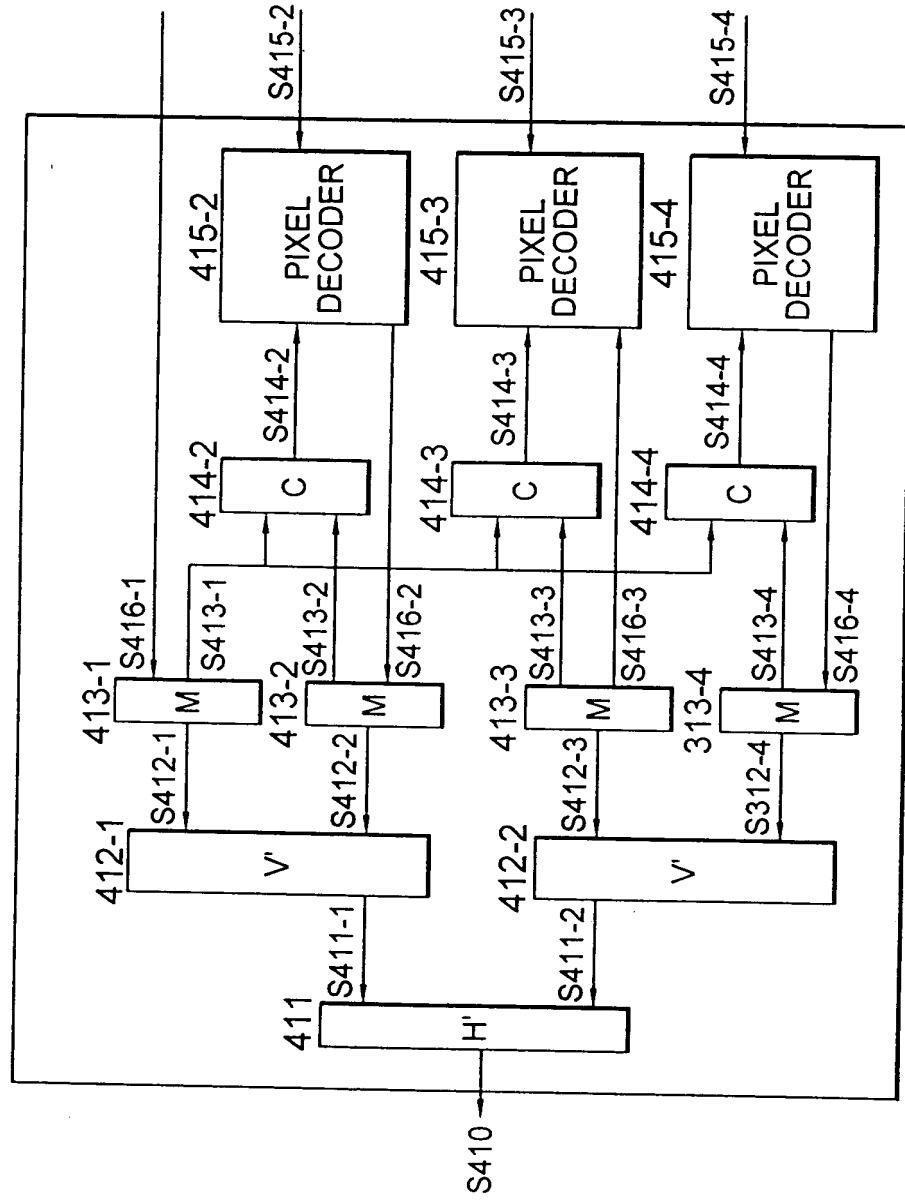 S415-2
S415-3
S415-4
415-2
PIXEL
DECODER
415-3
PIXEL
DECODER
415-4
PIXEL
DECODER
S414-2
S414-3
S414-4
414-2
C
414-3
C
414-4
C
S416-1
S413-1
S413-2
S416-2
S413-3
S416-3
S413-4
S416-4
413-1
M
413-2
M
413-3
M
313-4
M
S412-1
S412-2
S412-3
S312-4
412-1
V'
412-2
V'
S411-1
S411-2
411
H'
S410